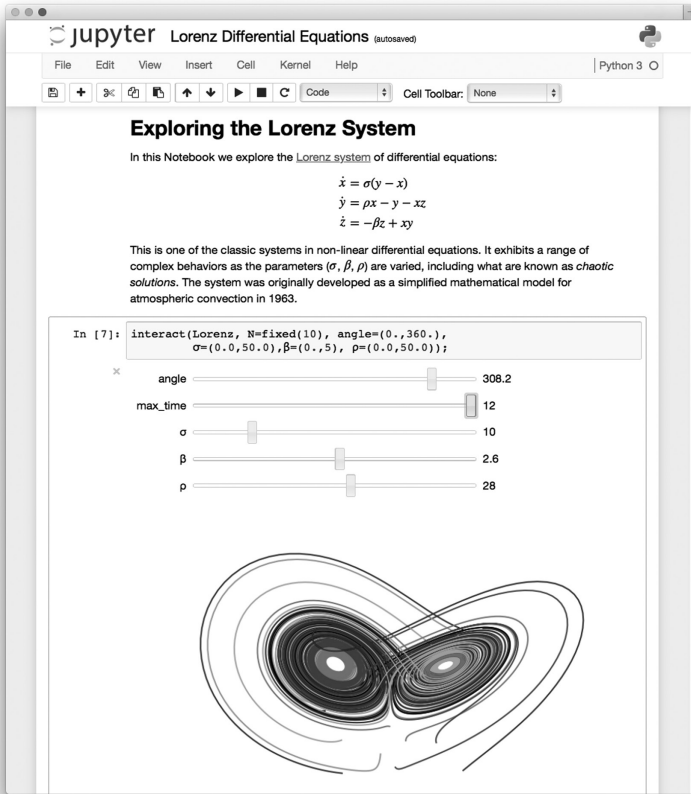 jupyter Lorenz Differential Equations (autosaved)
File Edit View Insert Cell Kernel Help Python 3
Code Cell Toolbar: None
Exploring the Lorenz System
In this Notebook we explore the Lorenz system of differential equations:
ẋ = σ(y − x)
ẏ = ρx − y − xz
ż = −βz + xy
This is one of the classic systems in non-linear differential equations. It exhibits a range of
complex behaviors as the parameters (σ, β, ρ) are varied, including what are known as chaotic
solutions. The system was originally developed as a simplified mathematical model for
atmospheric convection in 1963.
In [7]: interact(Lorenz, N=fixed(10), angle=(0.,360.),
σ=(0.0,50.0),β=(0.,5), ρ=(0.0,50.0));
angle 308.2
max_time 12
σ 10
β 2.6
ρ 28